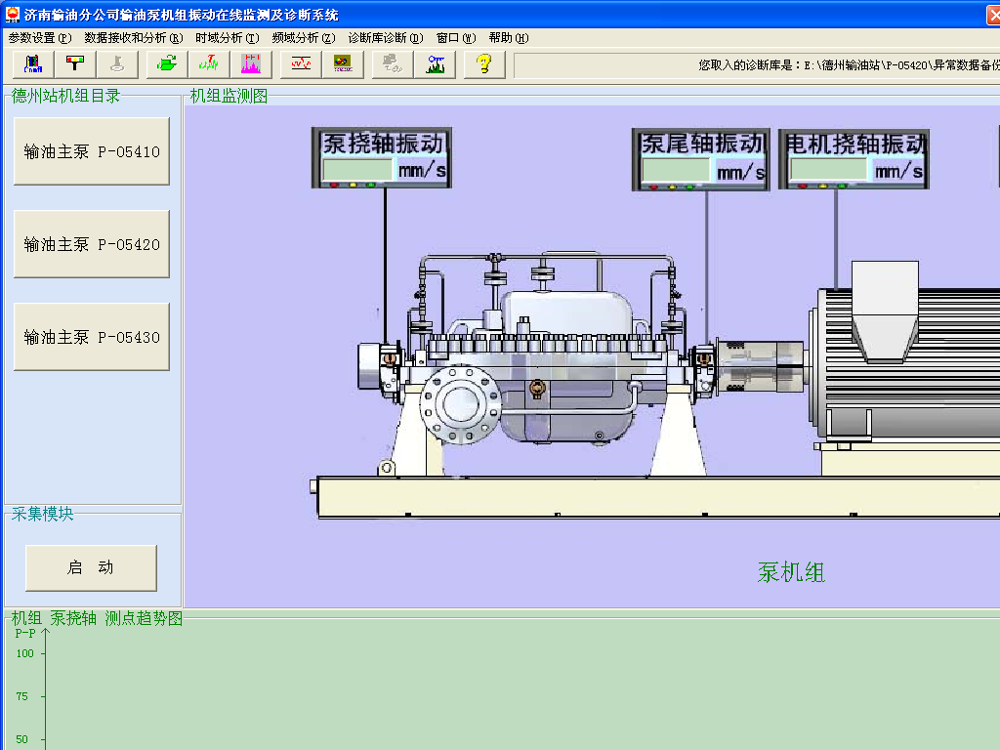 济南输油分公司输油泵机组振动在线监测及诊断系统
参数设置(P) 数据接收和分析(R) 时域分析(T) 频域分析(Z) 诊断库诊断(D) 窗口(W) 帮助(H)
您取入的诊断库是：E:\德州输油站\P-05420\异常数据备份
德州站机组目录
机组监测图
输油主泵 P-05410
输油主泵 P-05420
输油主泵 P-05430
泵挠轴振动
mm/s
泵尾轴振动
mm/s
电机挠轴振动
mm/s
采集模块
启 动
泵机组
机组 泵挠轴 测点趋势图
P-P
100
75
50